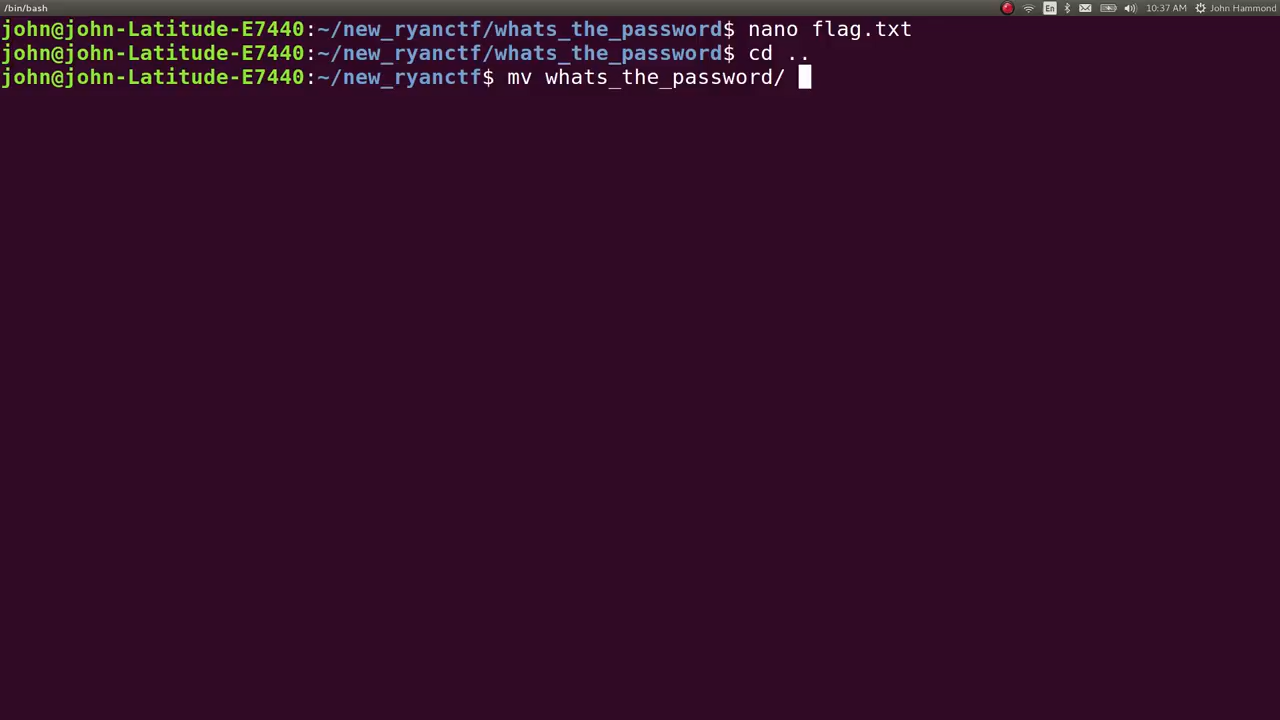 /bin/bash
En
10:37 AM
John Hammond
john@john-Latitude-E7440:~/new_ryanctf/whats_the_password$ nano flag.txt
john@john-Latitude-E7440:~/new_ryanctf/whats_the_password$ cd ..
john@john-Latitude-E7440:~/new_ryanctf$ mv whats_the_password/